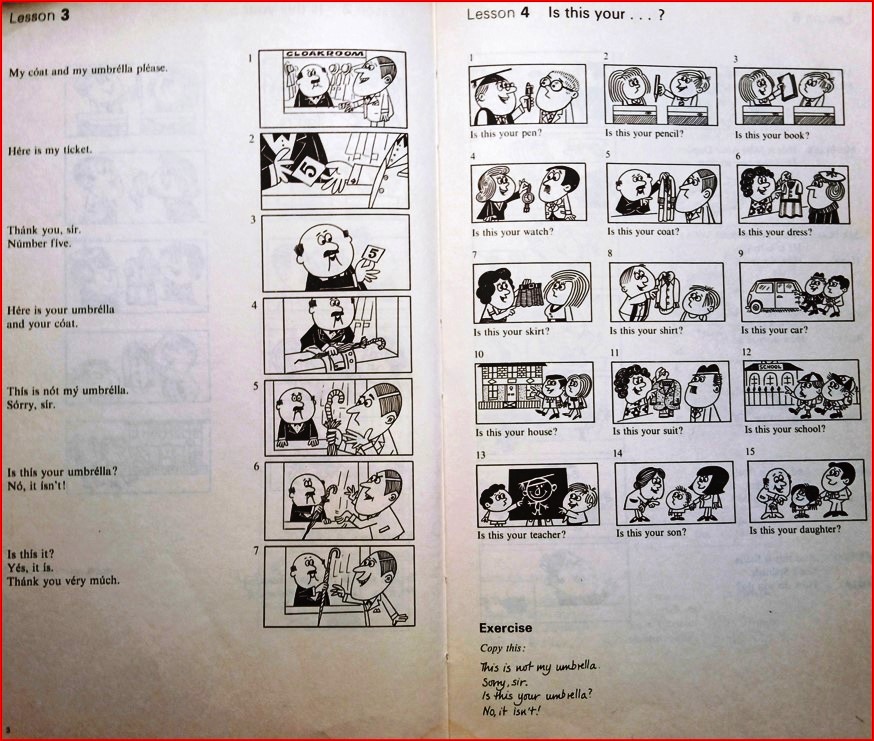 Lesson 3
My cóat and my umbrélla pléase.
Hére is my tícket.
Thánk you, sír.
Númber fíve.
Hére is your umbrélla
and your cóat.
Thís is nót mý umbrélla.
Sórry, sír.
Is thís your umbrélla?
Nó, it ísn't!
Is thís it?
Yés, it ís.
Thánk you véry múch.
1
CLOAKROOM
2
5
3
5
4
5
6
7
Lesson 4 Is this your . . . ?
1
Is this your pen?
2
Is this your pencil?
3
Is this your book?
4
Is this your watch?
5
Is this your coat?
6
Is this your dress?
7
Is this your skirt?
8
Is this your shirt?
9
Is this your car?
10
Is this your house?
11
Is this your suit?
12
SCHOOL
Is this your school?
13
Is this your teacher?
14
Is this your son?
15
Is this your daughter?
Exercise
Copy this:
This is not my umbrella.
Sorry, sir.
Is this your umbrella?
No, it isn't!